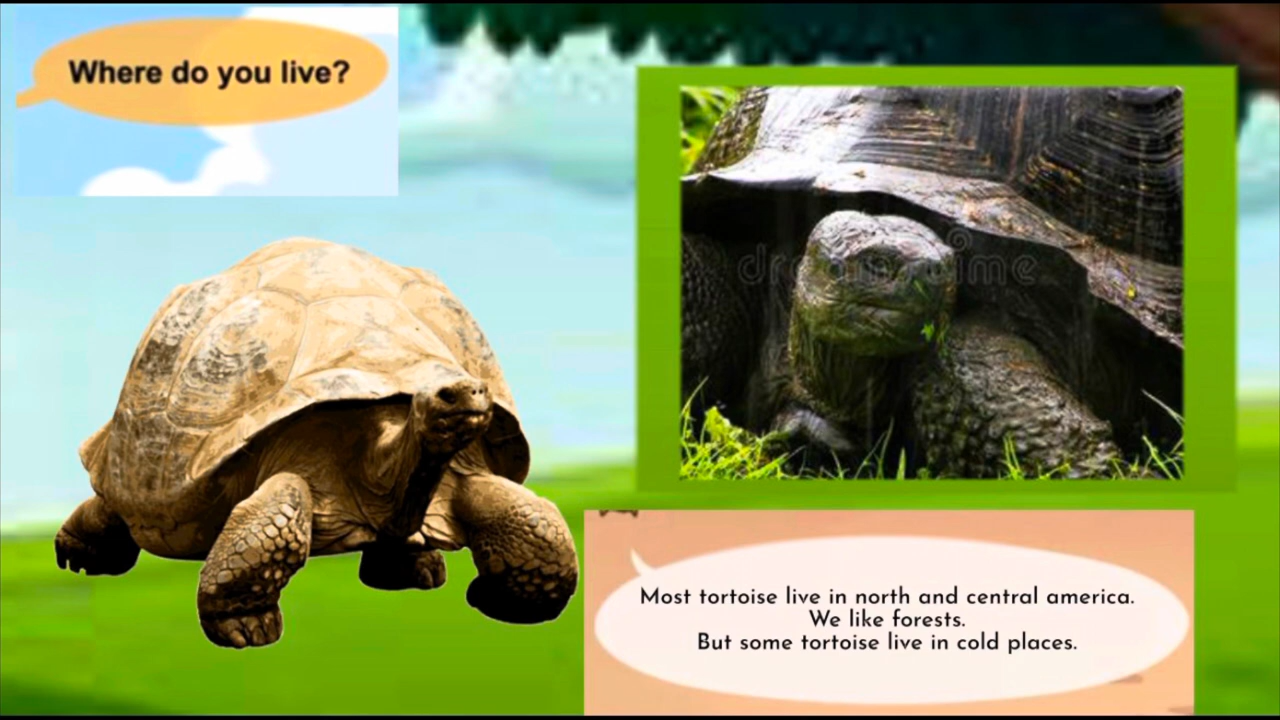 Where do you live?
Most tortoise live in north and central america.
We like forests.
But some tortoise live in cold places.